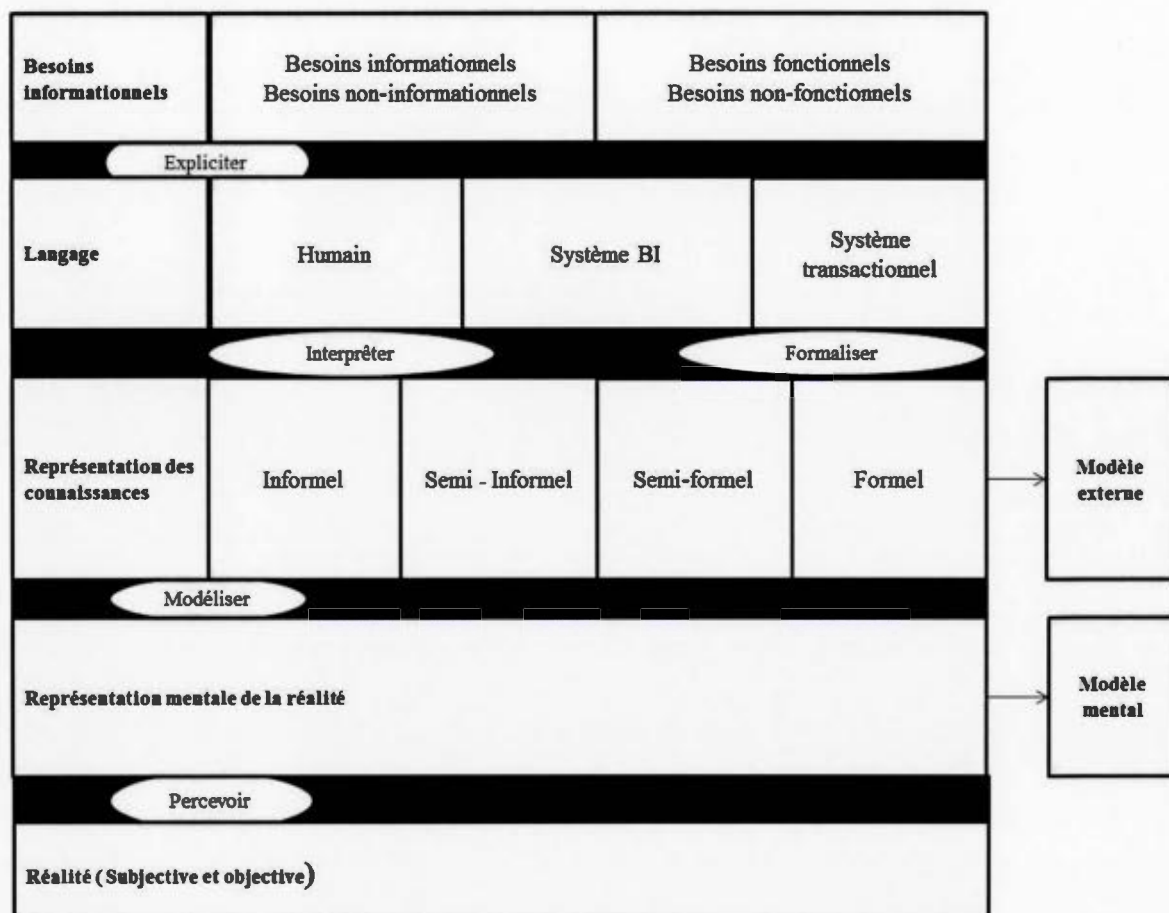 Besoins
informationnels
Besoins informationnels
Besoins non-informationnels
Besoins fonctionnels
Besoins non-fonctionnels
Expliciter
Langage
Humain
Système BI
Système
transactionnel
Interprêter
Formaliser
Représentation des
connaissances
Informel
Semi - Informel
Semi-formel
Formel
Modèle
externe
Modéliser
Représentation mentale de la réalité
Modèle
mental
Percevoir
Réalité ( Subjective et objective)